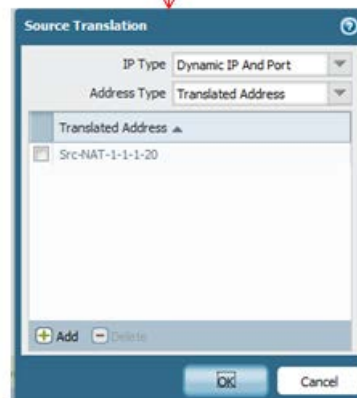 Source Translation
IP Type Dynamic IP And Port
Address Type Translated Address
Translated Address
Src-NAT-1-1-1-20
Add Delete
OK Cancel